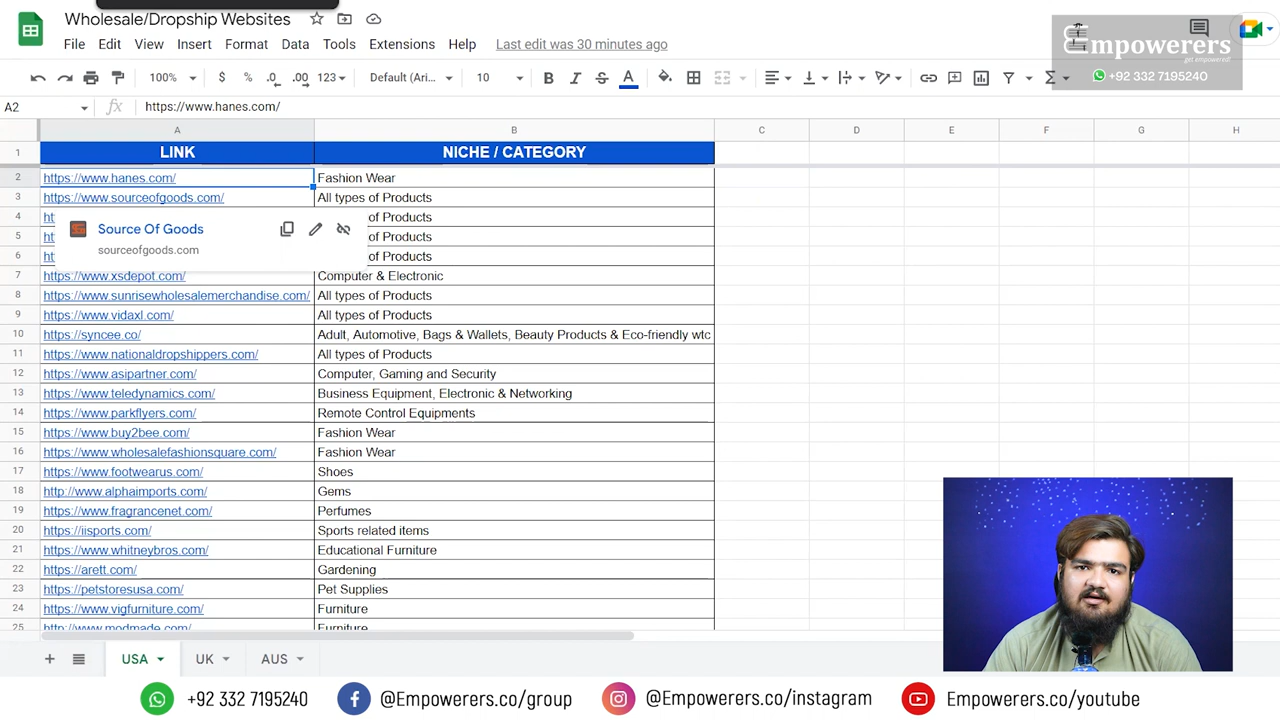 Wholesale/Dropship Websites
File Edit View Insert Format Data Tools Extensions Help Last edit was 30 minutes ago
Empowerers
get empowered!
+92 332 7195240
100% $ % .0 .00 123 Default (Ari... 10 B I S A
A2 fx https://www.hanes.com/
A B C D E F G H
1 LINK NICHE / CATEGORY
2 https://www.hanes.com/ Fashion Wear
3 https://www.sourceofgoods.com/ All types of Products
4 ht of Products
Source Of Goods
5 ht of Products
sourceofgoods.com
6 ht of Products
7 https://www.xsdepot.com/ Computer & Electronic
8 https://www.sunrisewholesalemerchandise.com/ All types of Products
9 https://www.vidaxl.com/ All types of Products
10 https://syncee.co/ Adult, Automotive, Bags & Wallets, Beauty Products & Eco-friendly wtc
11 https://www.nationaldropshippers.com/ All types of Products
12 https://www.asipartner.com/ Computer, Gaming and Security
13 https://www.teledynamics.com/ Business Equipment, Electronic & Networking
14 https://www.parkflyers.com/ Remote Control Equipments
15 https://www.buy2bee.com/ Fashion Wear
16 https://www.wholesalefashionsquare.com/ Fashion Wear
17 https://www.footwearus.com/ Shoes
18 http://www.alphaimports.com/ Gems
19 https://www.fragrancenet.com/ Perfumes
20 https://iisports.com/ Sports related items
21 https://www.whitneybros.com/ Educational Furniture
22 https://arett.com/ Gardening
23 https://petstoresusa.com/ Pet Supplies
24 https://www.vigfurniture.com/ Furniture
25 http://www.modmade.com/ Furniture
USA UK AUS
+92 332 7195240 @Empowerers.co/group @Empowerers.co/instagram Empowerers.co/youtube